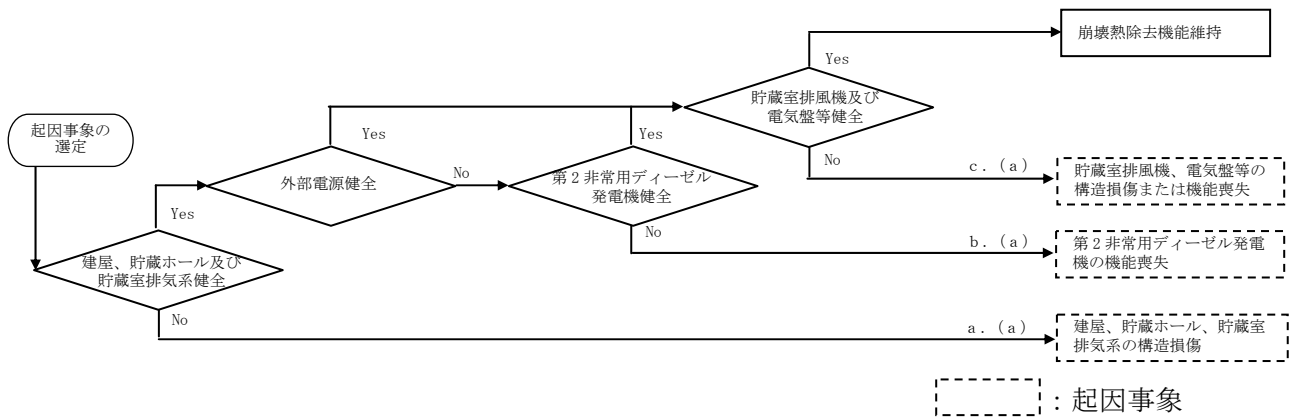 崩壊熱除去機能維持
Yes
貯蔵室排風機及び
電気盤等健全
起因事象の
選定
Yes
Yes
No
外部電源健全
No
第２非常用ディーゼル
発電機健全
c．(a)
貯蔵室排風機、電気盤等の
構造損傷または機能喪失
Yes
No
b．(a)
第２非常用ディーゼル発電
機の機能喪失
建屋、貯蔵ホール及び
貯蔵室排気系健全
No
a．(a)
建屋、貯蔵ホール、貯蔵室
排気系の構造損傷
：起因事象